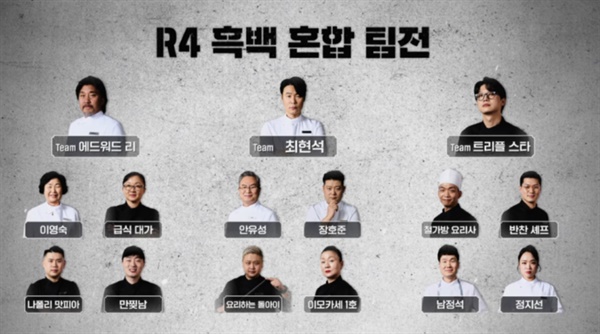 R4 흑백 혼합 팀전
Team 에드워드 리
Team 최현석
Team 트리플 스타
이영숙 급식 대가 안유성 장호준 철가방 요리사 반찬 셰프
나폴리 맛피아 만찢남 요리하는 돌아이 이모카세 1호 남정석 정지선